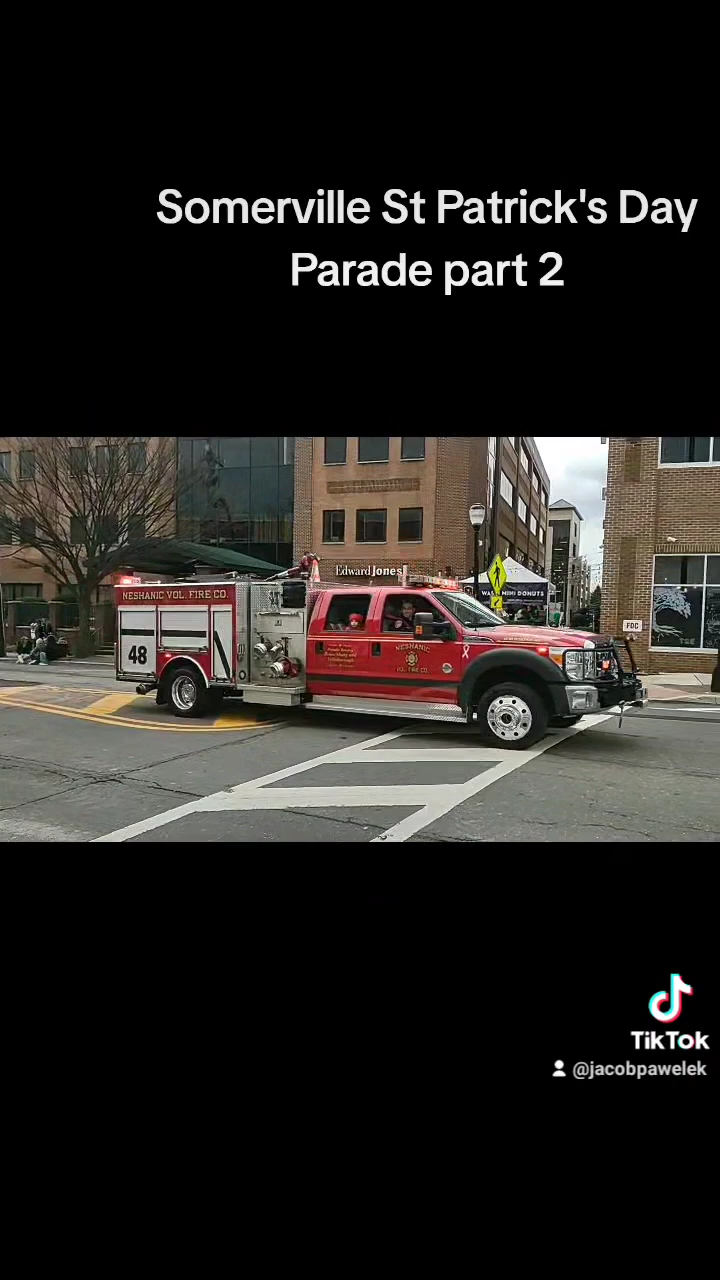 Somerville St Patrick's Day
Parade part 2
Edward Jones
NESHANIC VOL. FIRE CO.
48
NESHANIC
VOL. FIRE CO.
MINI DONUTS
FDC
TikTok
@jacobpawelek